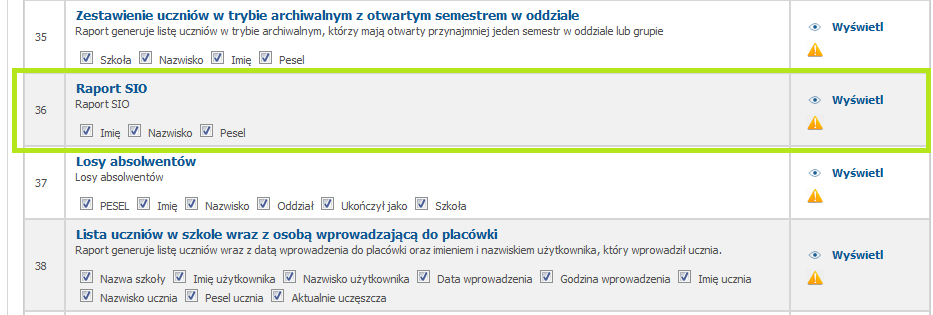 Zestawienie uczniów w trybie archiwalnym z otwartym semestrem w oddziale
35
Raport generuje listę uczniów w trybie archiwalnym, którzy mają otwarty przynajmniej jeden semestr w oddziale lub grupie
Wyświetl
Szkoła Nazwisko Imię Pesel
Raport SIO
36
Raport SIO
Wyświetl
Imię Nazwisko Pesel
Losy absolwentów
37
Losy absolwentów
Wyświetl
PESEL Imię Nazwisko Oddział Ukończył jako Szkoła
Lista uczniów w szkole wraz z osobą wprowadzającą do placówki
38
Raport generuje listę uczniów wraz z datą wprowadzenia do placówki oraz imieniem i nazwiskiem użytkownika, który wprowadził ucznia.
Wyświetl
Nazwa szkoły Imię użytkownika Nazwisko użytkownika Data wprowadzenia Godzina wprowadzenia Imię ucznia
Nazwisko ucznia Pesel ucznia Aktualnie uczęszcza